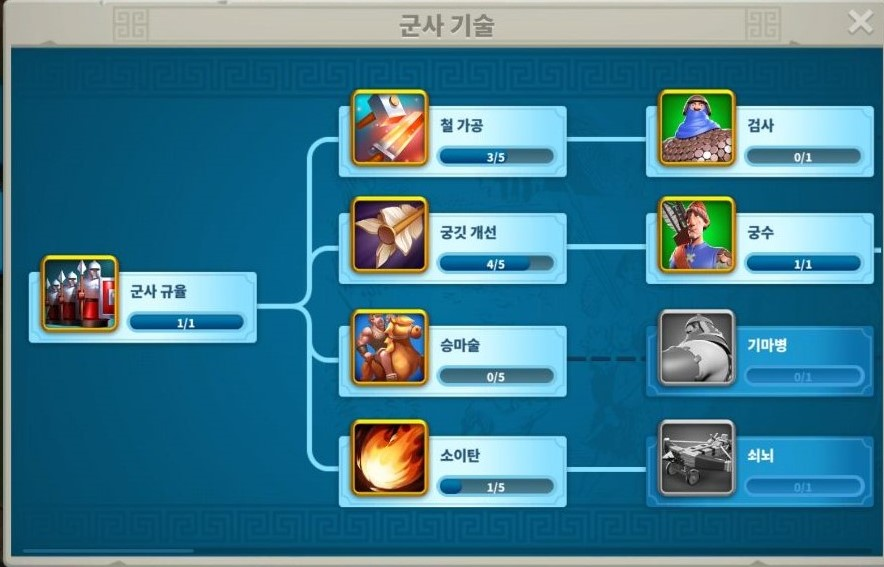 군사 기술
철 가공
3/5
검사
0/1
궁깃 개선
4/5
궁수
1/1
군사 규율
1/1
승마술
0/5
기마병
0/1
소이탄
1/5
쇠뇌
0/1